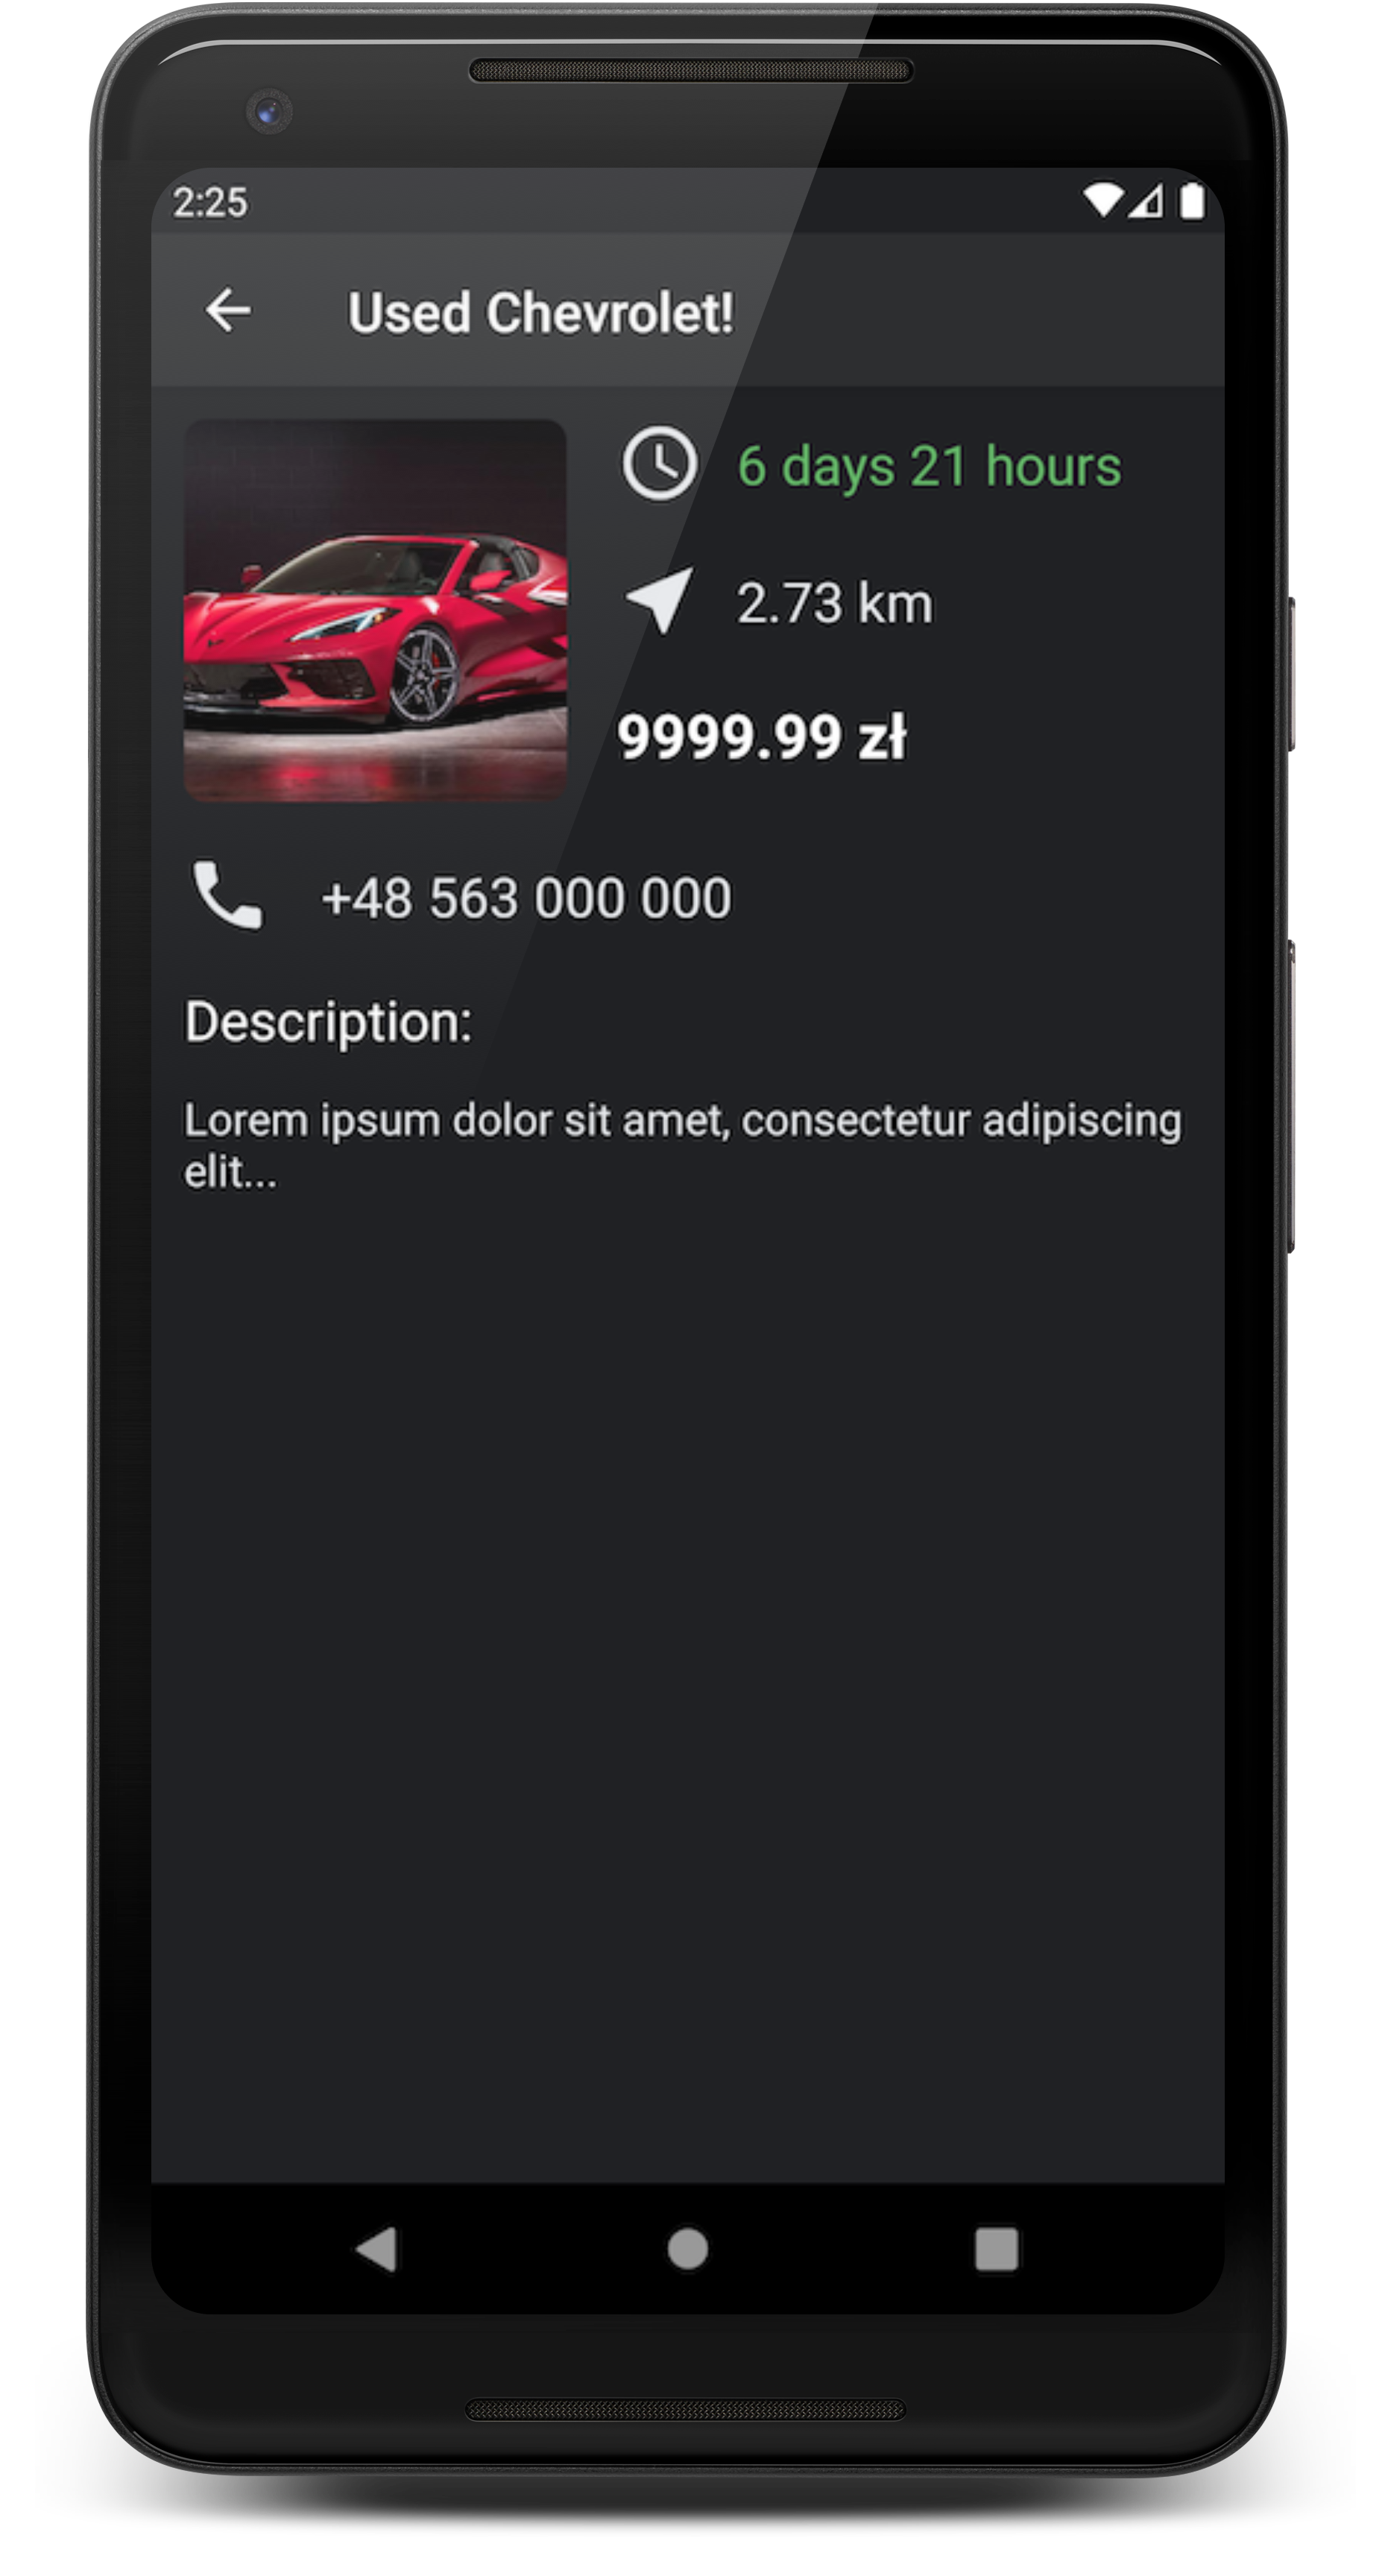 2:25
Used Chevrolet!
6 days 21 hours
2.73 km
9999.99 zł
+48 563 000 000
Description:
Lorem ipsum dolor sit amet, consectetur adipiscing
elit...